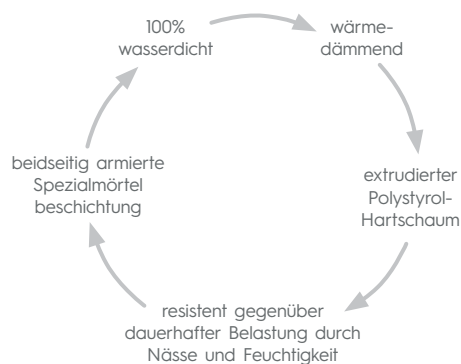 100%
wasserdicht
wärme-
dämmend
extrudierter
Polystyrol-
Hartschaum
resistent gegenüber
dauerhafter Belastung durch
Nässe und Feuchtigkeit
beidseitig armierte
Spezialmörtel
beschichtung